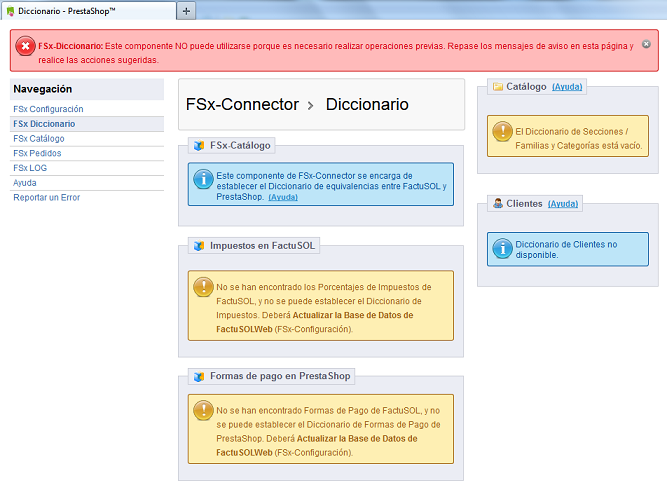 Diccionario - PrestaShop™
FSx-Diccionario: Este componente NO puede utilizarse porque es necesario realizar operaciones previas. Repase los mensajes de aviso en esta página y
realice las acciones sugeridas.
Navegación
FSx Configuración
FSx Diccionario
FSx Catálogo
FSx Pedidos
FSx LOG
Ayuda
Reportar un Error
FSx-Connector > Diccionario
FSx-Catálogo
Este componente de FSx-Connector se encarga de
establecer el Diccionario de equivalencias entre FactuSOL y
PrestaShop. (Ayuda)
Impuestos en FactuSOL
No se han encontrado los Porcentajes de Impuestos de
FactuSOL, y no se puede establecer el Diccionario de
Impuestos. Deberá Actualizar la Base de Datos de
FactuSOLWeb (FSx-Configuración).
Formas de pago en PrestaShop
No se han encontrado Formas de Pago de FactuSOL, y no
se puede establecer el Diccionario de Formas de Pago de
PrestaShop. Deberá Actualizar la Base de Datos de
FactuSOLWeb (FSx-Configuración).
Catálogo (Ayuda)
El Diccionario de Secciones /
Familias y Categorías está vacío.
Clientes (Ayuda)
Diccionario de Clientes no
disponible.